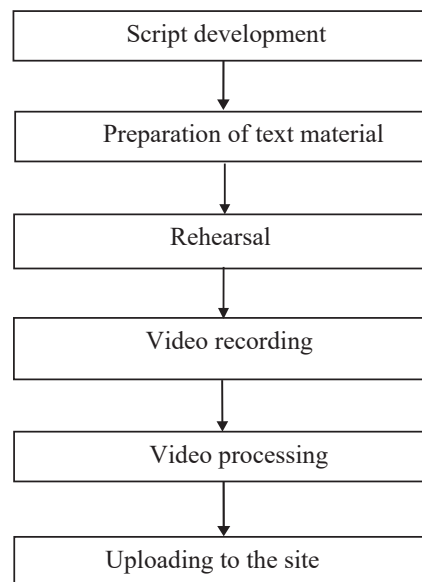 Script development
Preparation of text material
Rehearsal
Video recording
Video processing
Uploading to the site